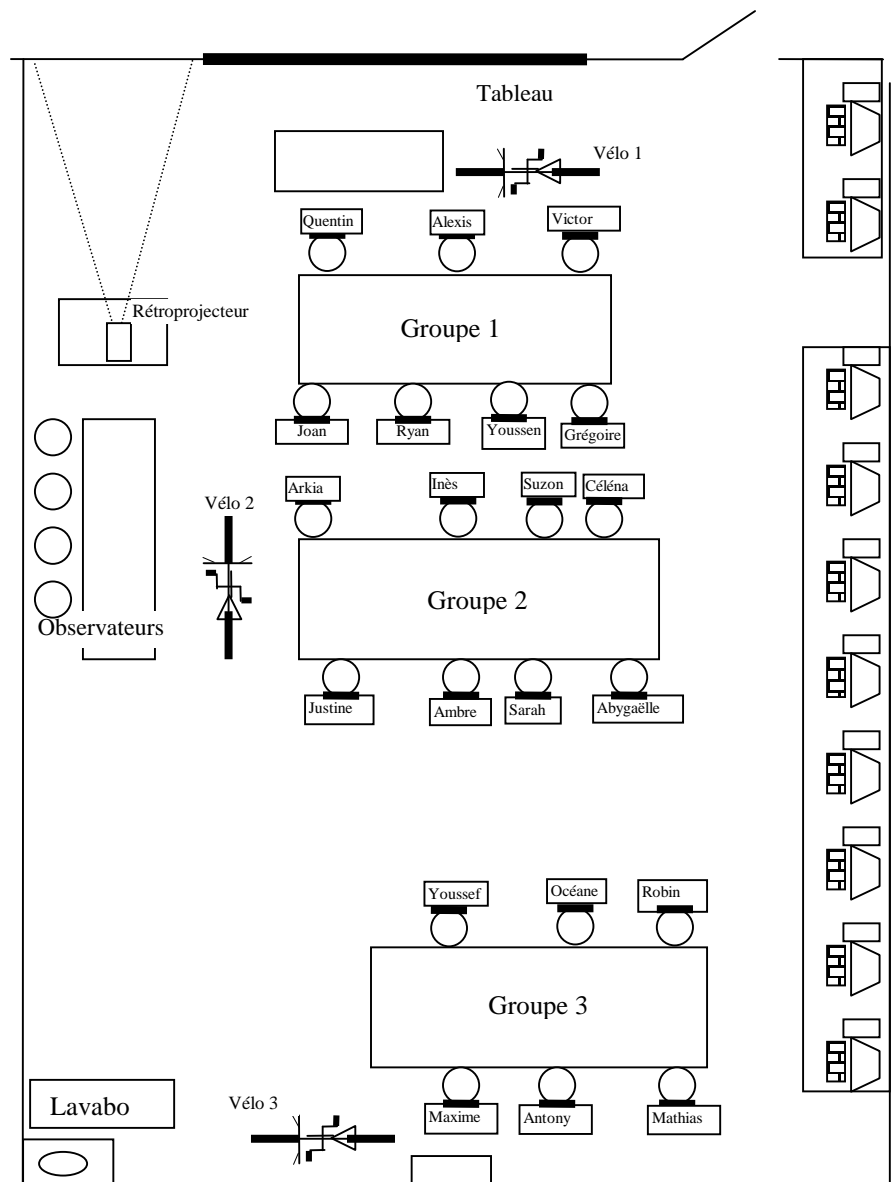 Tableau
Vélo 1
Quentin
Alexis
Victor
Rétroprojecteur
Groupe 1
Joan
Ryan
Youssen
Grégoire
Arkia
Inès
Suzon
Céléna
Vélo 2
Groupe 2
Observateurs
Justine
Ambre
Sarah
Abygaëlle
Youssef
Océane
Robin
Groupe 3
Lavabo
Vélo 3
Maxime
Antony
Mathias